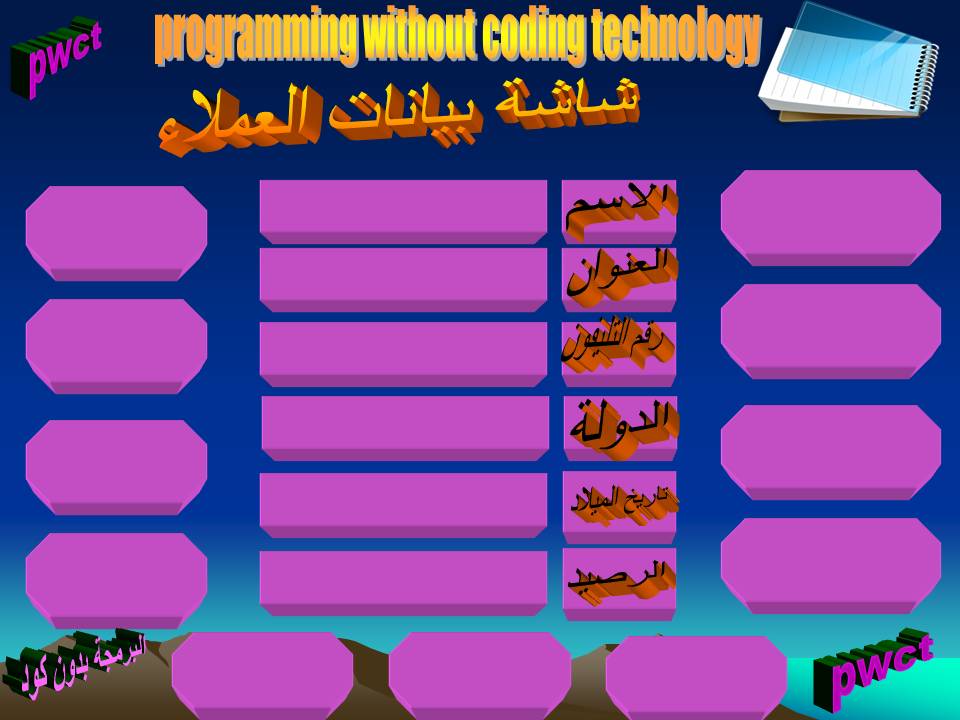 programming without coding technology
pwct
شاشة بيانات العملاء
الاسم
العنوان
رقم التليفون
الدولة
تاريخ الميلاد
الرصيد
البرمجة بدون كود
pwct